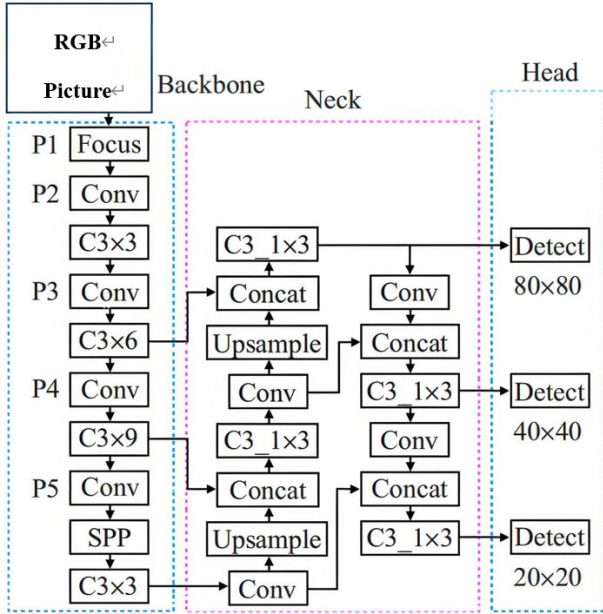 RGB↵
Picture↵
Backbone
Neck
Head
P1
Focus
P2
Conv
C3×3
P3
Conv
C3×6
P4
Conv
C3×9
P5
Conv
SPP
C3×3
C3_1×3
Concat
Upsample
Conv
C3_1×3
Concat
Upsample
Conv
Conv
Concat
C3_1×3
Conv
Concat
C3_1×3
Detect
80×80
Detect
40×40
Detect
20×20